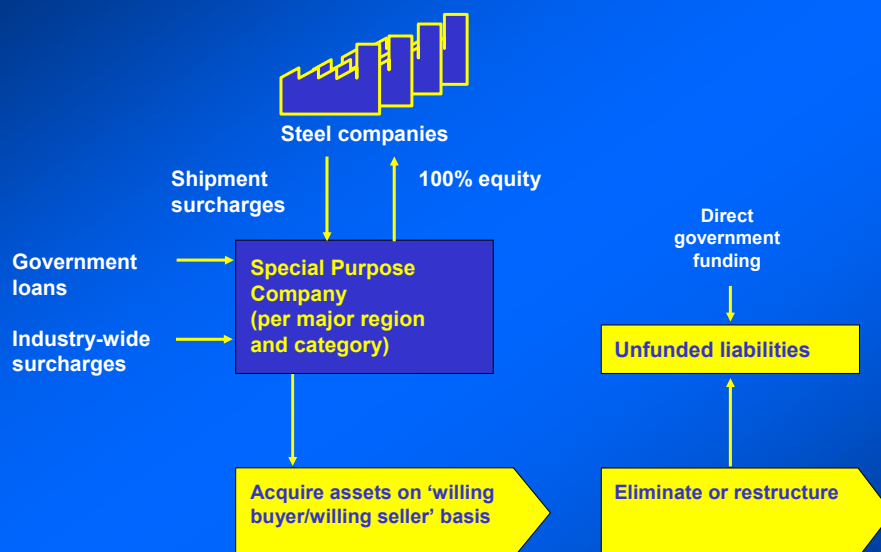 Steel companies
Shipment
surcharges
100% equity
Government
loans
Industry-wide
surcharges
Special Purpose
Company
(per major region
and category)
Direct
government
funding
Unfunded liabilities
Acquire assets on ‘willing
buyer/willing seller’ basis
Eliminate or restructure